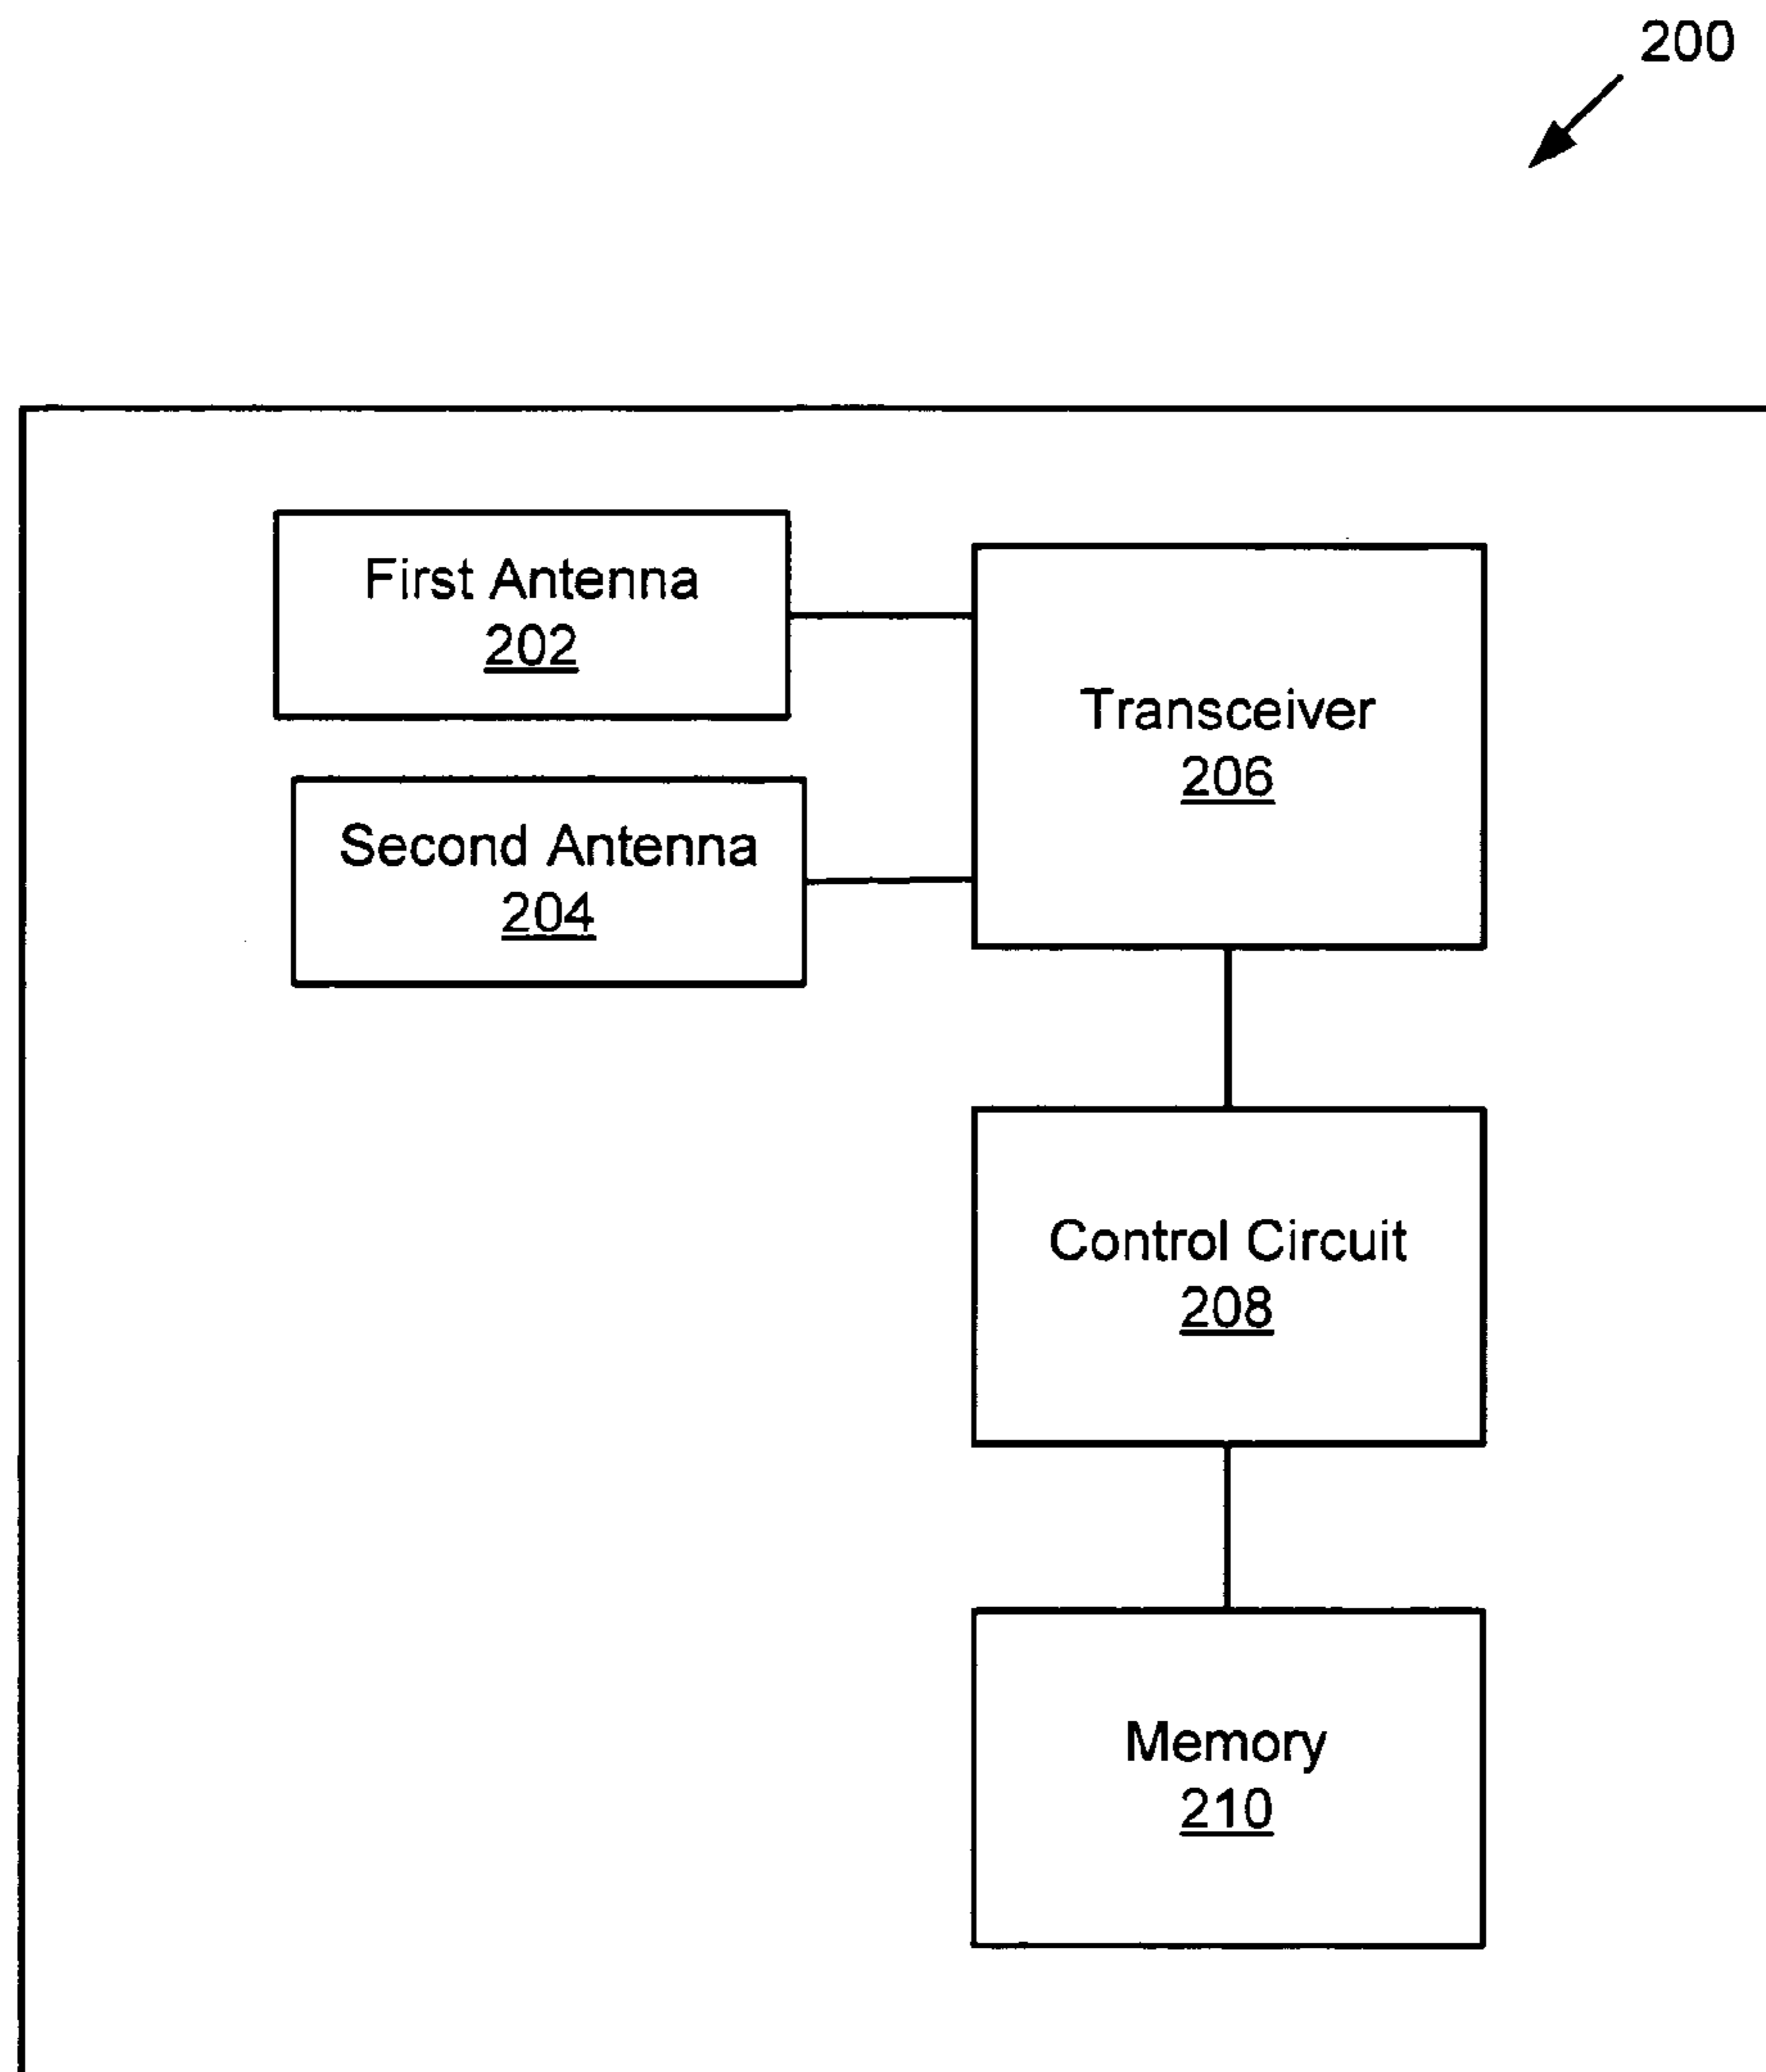 200
First Antenna
202
Transceiver
206
Second Antenna
204
Control Circuit
208
Memory
210